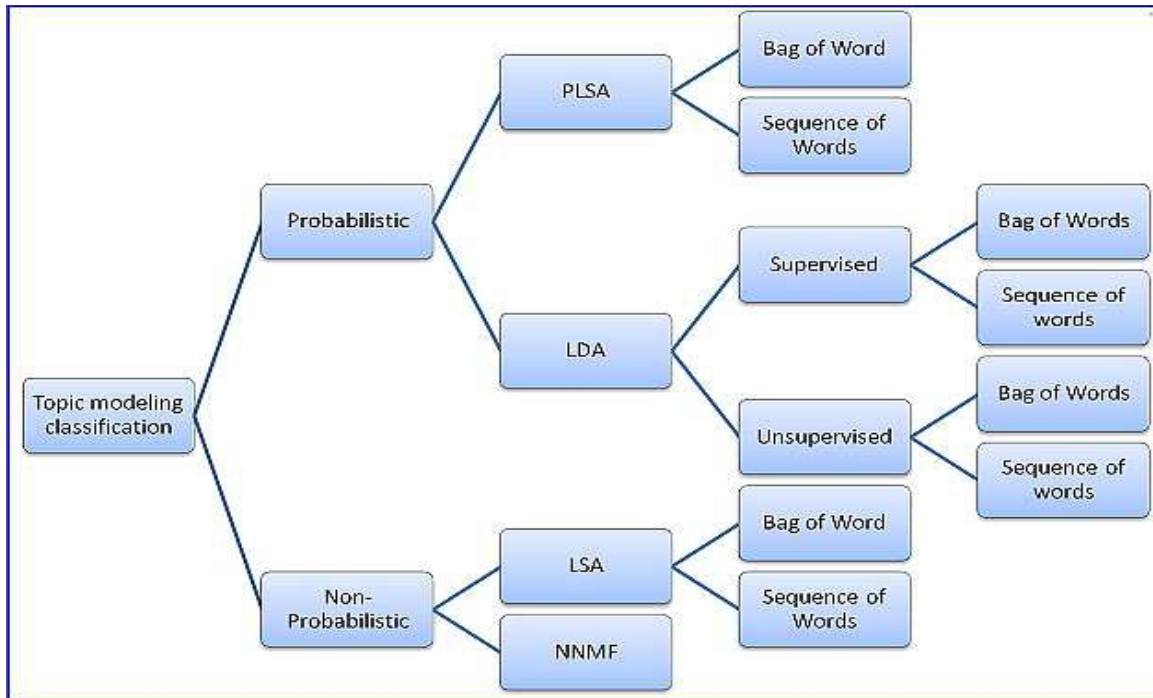 Bag of Word
PLSA
Sequence of
Words
Probabilistic
Bag of Words
Supervised
Sequence of
words
LDA
Topic modeling
classification
Bag of Words
Unsupervised
Sequence of
words
Bag of Word
LSA
Non-
Probabilistic
Sequence of
Words
NNMF